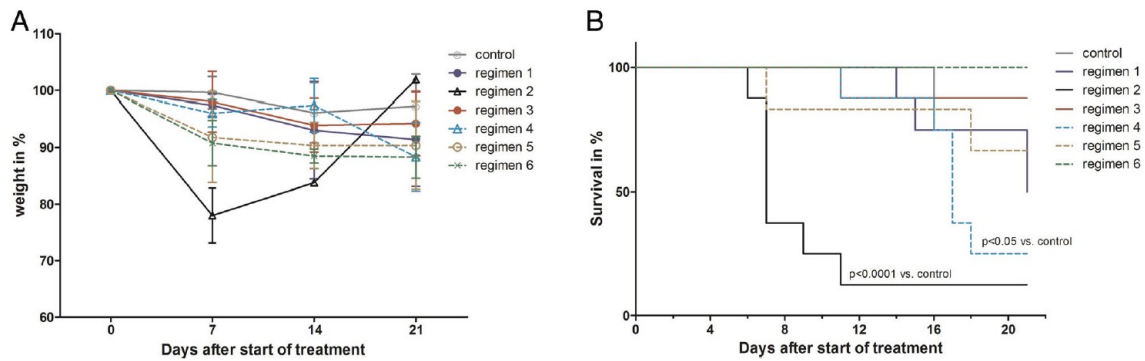 A
110
100
90
80
70
60
weight in %
0
7
14
21
Days after start of treatment
control
regimen 1
regimen 2
regimen 3
regimen 4
regimen 5
regimen 6
B
100
50
0
Survival in %
0
4
8
12
16
20
Days after start of treatment
p<0.05 vs. control
p<0.0001 vs. control
control
regimen 1
regimen 2
regimen 3
regimen 4
regimen 5
regimen 6